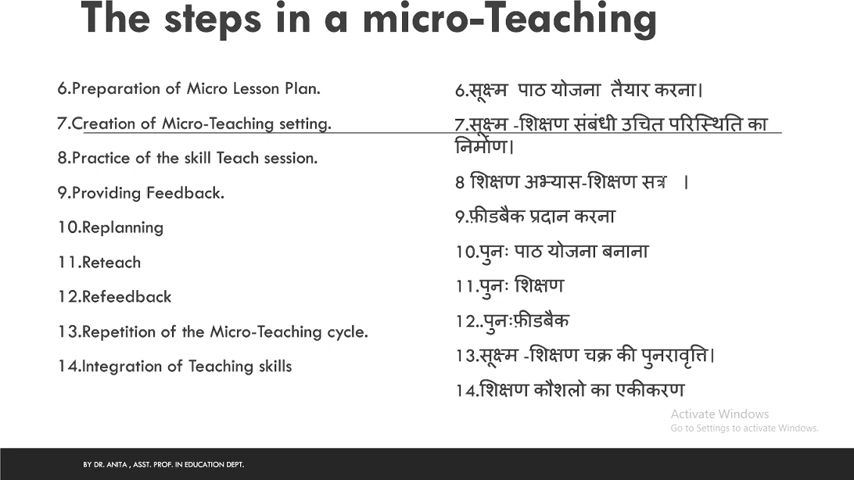 The steps in a micro-Teaching
6.Preparation of Micro Lesson Plan.
7.Creation of Micro-Teaching setting.
8.Practice of the skill Teach session.
9.Providing Feedback.
10.Replanning
11.Reteach
12.Refeedback
13.Repetition of the Micro-Teaching cycle.
14.Integration of Teaching skills
6.सूक्ष्म पाठ योजना तैयार करना।
7.सूक्ष्म -शिक्षण संबंधी उचित परिस्थिति का
निर्माण।
8 शिक्षण अभ्यास-शिक्षण सत्र ।
9.फ़ीडबैक प्रदान करना
10.पुनः पाठ योजना बनाना
11.पुनः शिक्षण
12..पुनःफ़ीडबैक
13.सूक्ष्म -शिक्षण चक्र की पुनरावृत्ति।
14.शिक्षण कौशलो का एकीकरण
Activate Windows
Go to Settings to activate Windows.
BY DR. ANITA , ASST. PROF. IN EDUCATION DEPT.